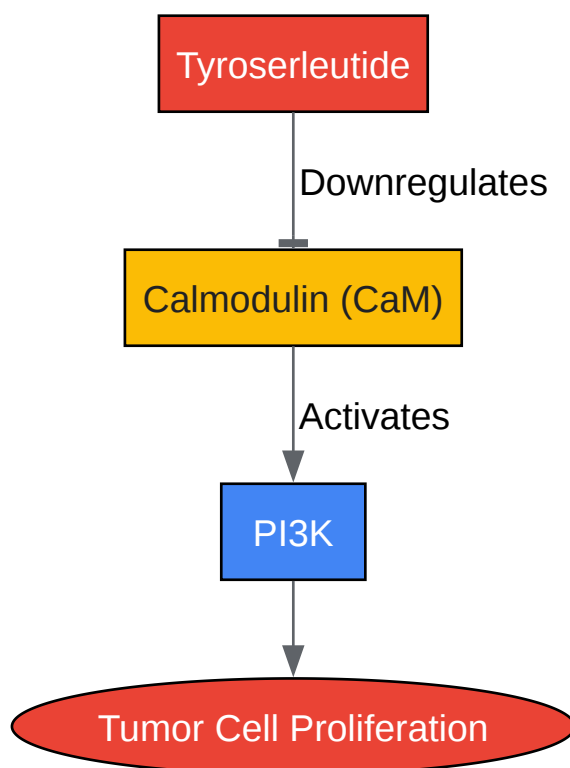 Tyroserleutide
Downregulates
Calmodulin (CaM)
Activates
PI3K
Tumor Cell Proliferation